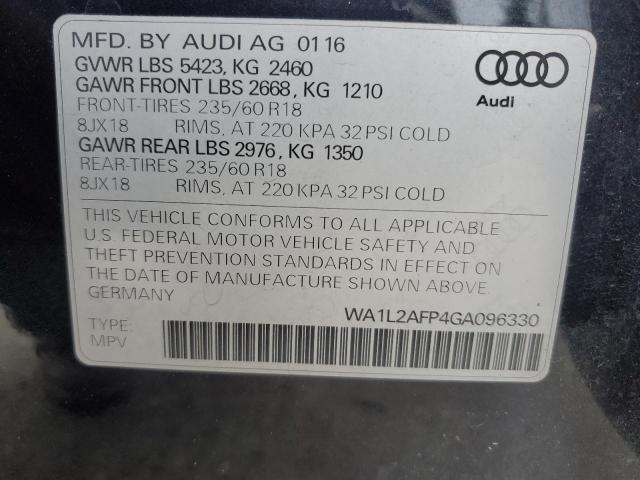 MFD. BY AUDI AG 01 16
GVWR LBS 5423, KG 2460
GAWR FRONT LBS 2668, KG 1210
FRONT-TIRES 235/60 R18
8JX18 RIMS, AT 220 KPA 32 PSI COLD
GAWR REAR LBS 2976, KG 1350
REAR-TIRES 235/60 R18
8JX18 RIMS, AT 220 KPA 32 PSI COLD
Audi
THIS VEHICLE CONFORMS TO ALL APPLICABLE
U.S. FEDERAL MOTOR VEHICLE SAFETY AND
THEFT PREVENTION STANDARDS IN EFFECT ON
THE DATE OF MANUFACTURE SHOWN ABOVE
GERMANY
WA1L2AFP4GA096330
TYPE:
MPV